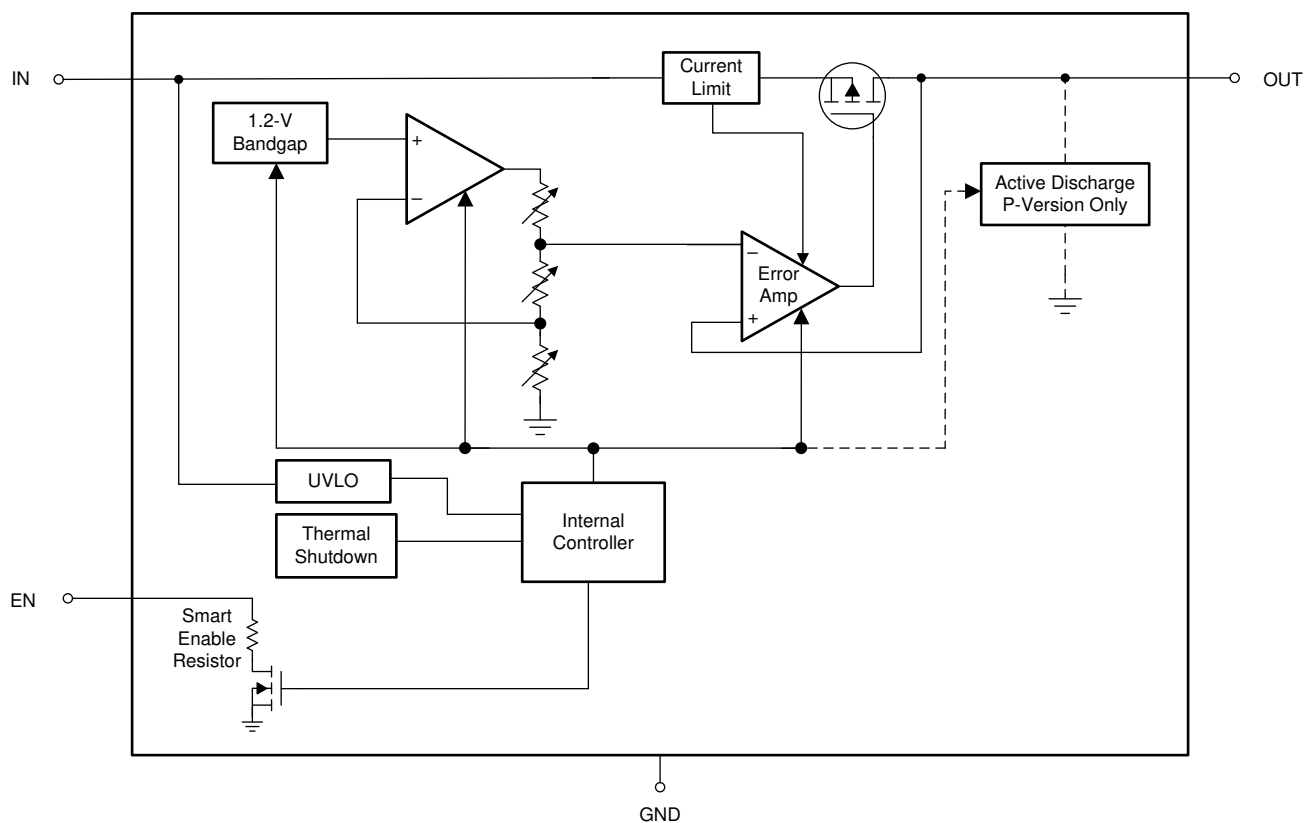 IN
Current
Limit
OUT
1.2-V
Bandgap
+
–
Active Discharge
P-Version Only
–
Error
Amp
+
UVLO
Thermal
Shutdown
Internal
Controller
EN
Smart
Enable
Resistor
GND